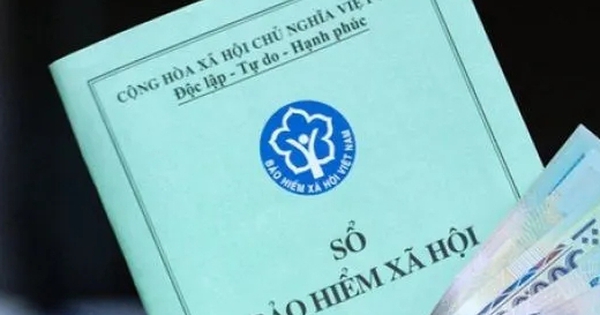 CỘNG HÒA XÃ HỘI CHỦ NGHĨA VIỆT
Độc lập - Tự do - Hạnh phúc
BẢO HIỂM XÃ HỘI VIỆT NAM
SỔ
BẢO HIỂM XÃ HỘI